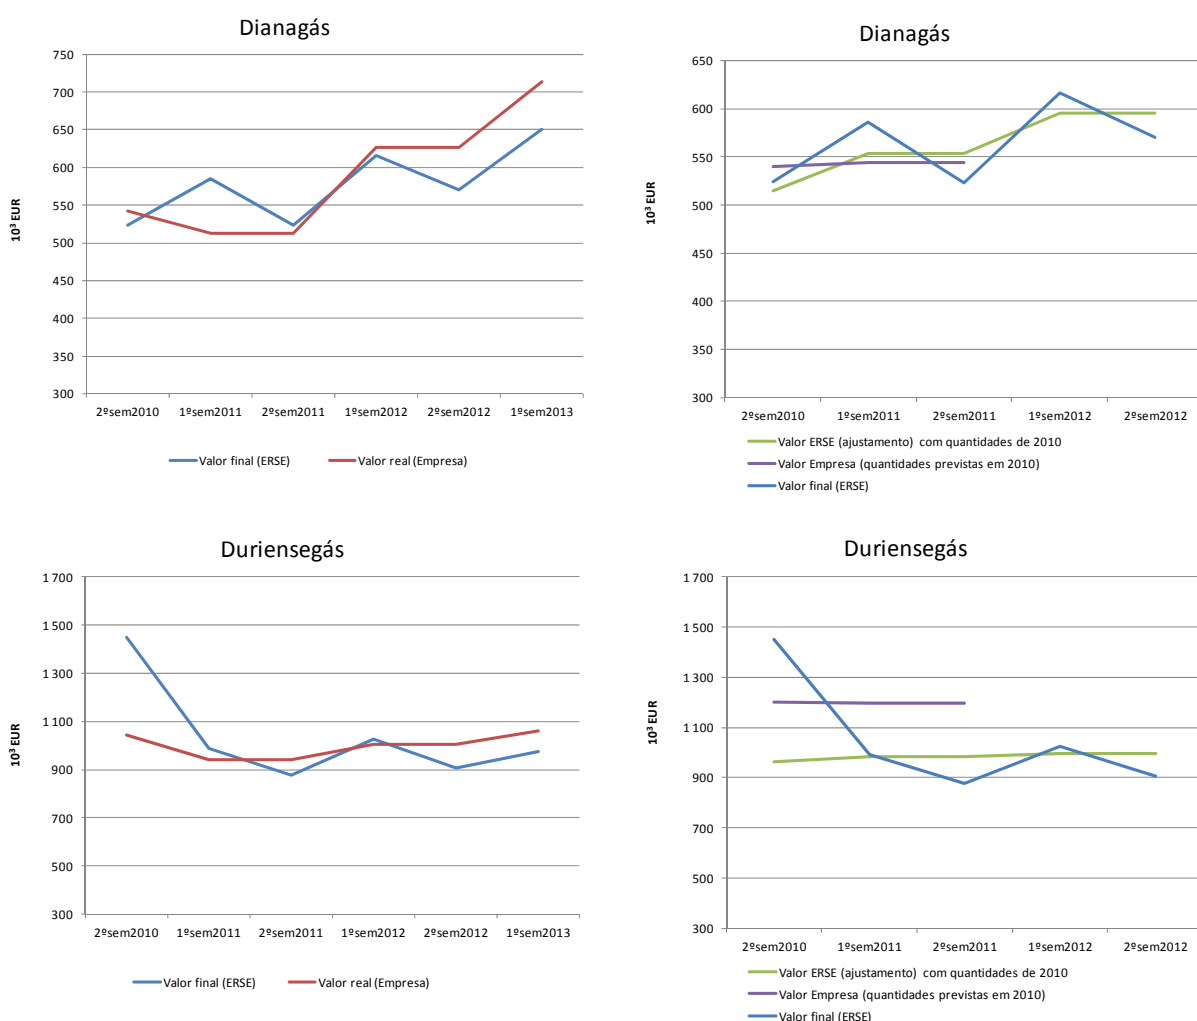 Dianagás
750
700
650
600
550
500
450
400
350
300
10³ EUR
2ºsem2010 1ºsem2011 2ºsem2011 1ºsem2012 2ºsem2012 1ºsem2013
Valor final (ERSE) Valor real (Empresa)
Dianagás
650
600
550
500
450
400
350
300
10³ EUR
2ºsem2010 1ºsem2011 2ºsem2011 1ºsem2012 2ºsem2012
Valor ERSE (ajustamento) com quantidades de 2010
Valor Empresa (quantidades previstas em 2010)
Valor final (ERSE)
Duriensegás
1 700
1 500
1 300
1 100
900
700
500
300
10³ EUR
2ºsem2010 1ºsem2011 2ºsem2011 1ºsem2012 2ºsem2012 1ºsem2013
Valor final (ERSE) Valor real (Empresa)
Duriensegás
1 700
1 500
1 300
1 100
900
700
500
300
10³ EUR
2ºsem2010 1ºsem2011 2ºsem2011 1ºsem2012 2ºsem2012
Valor ERSE (ajustamento) com quantidades de 2010
Valor Empresa (quantidades previstas em 2010)
Valor final (ERSE)